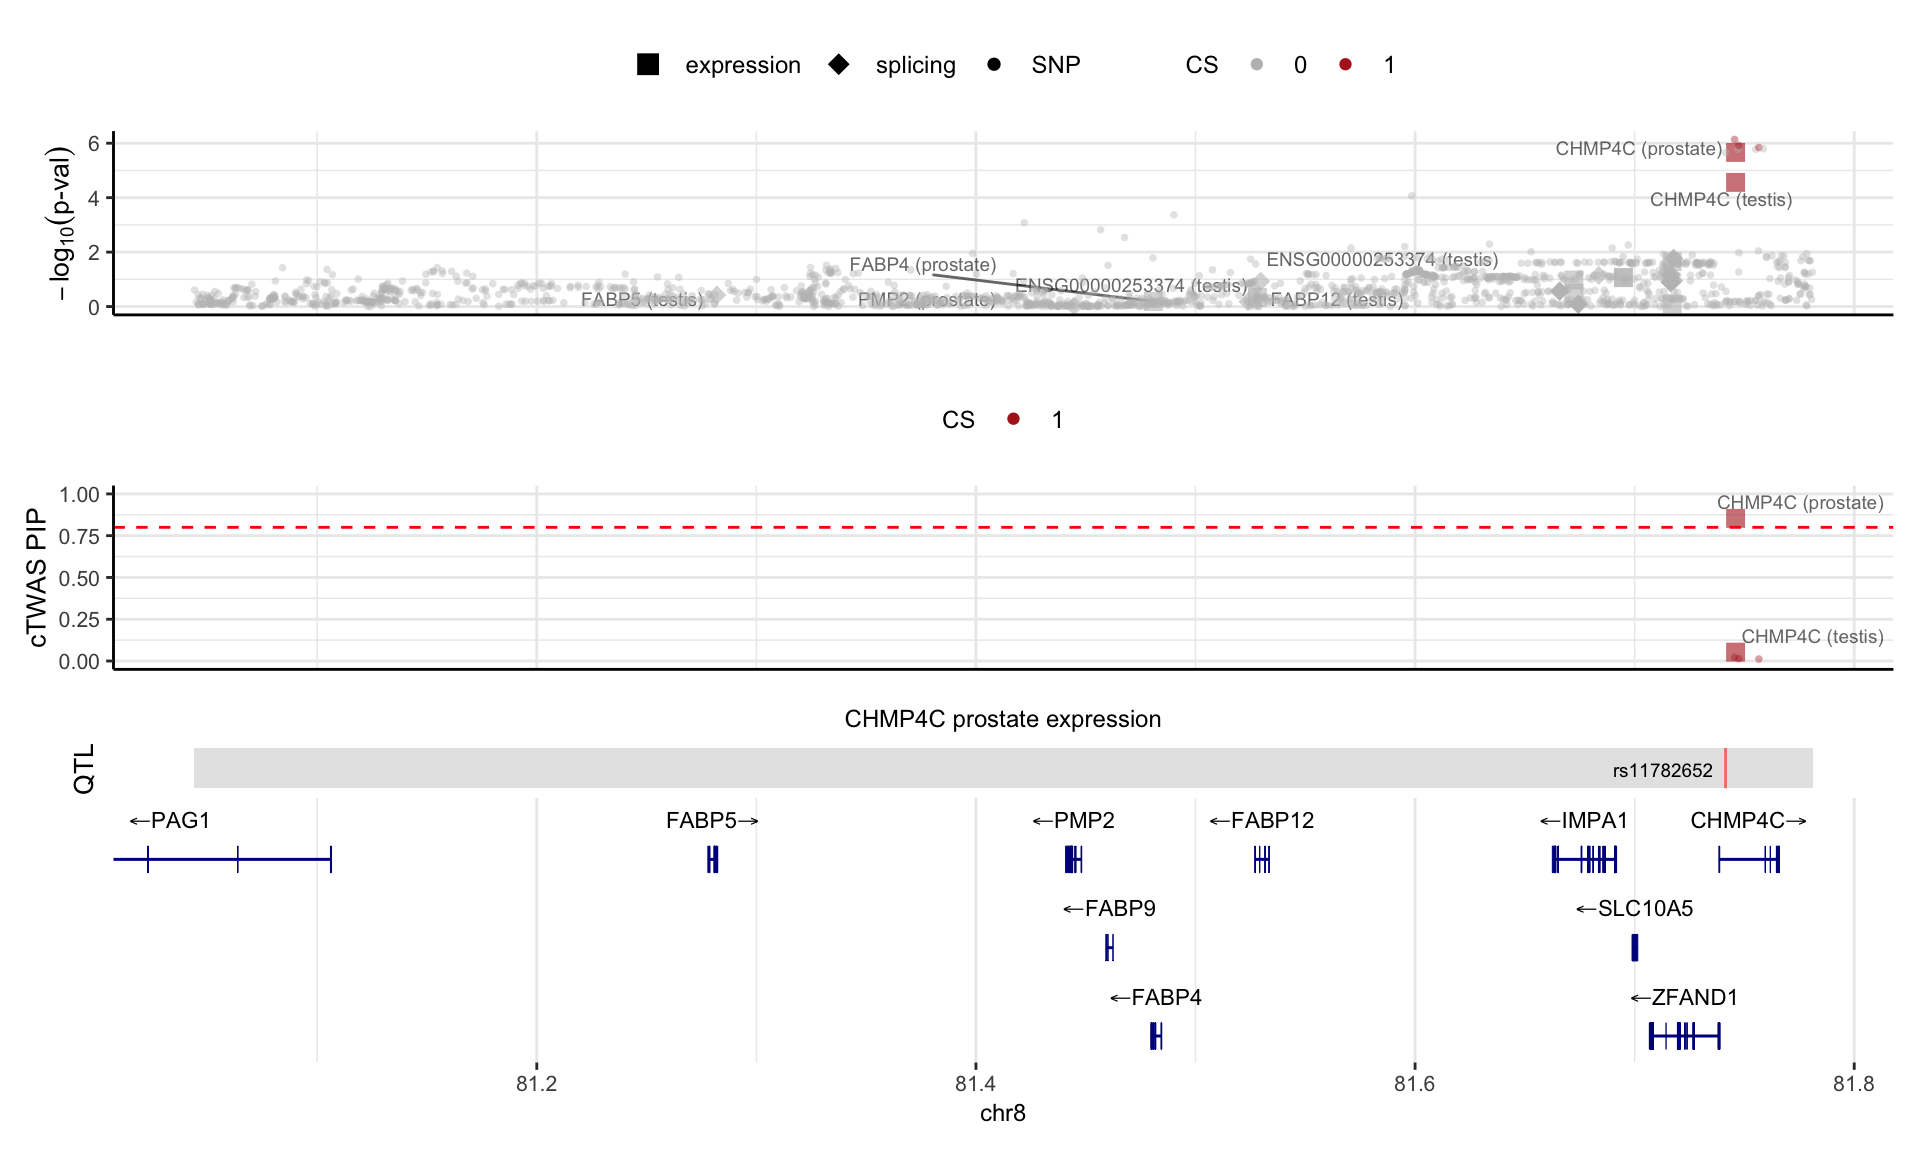 expression splicing SNP CS 0 1
−log10(p-val)
6
4
2
0
CHMP4C (prostate)
CHMP4C (testis)
ENSG00000253374 (testis)
FABP4 (prostate)
ENSG00000253374 (testis)
FABP5 (testis)
PMP2 (prostate)
FABP12 (testis)
CS 1
cTWAS PIP
1.00
0.75
0.50
0.25
0.00
CHMP4C (prostate)
CHMP4C (testis)
CHMP4C prostate expression
QTL
rs11782652
←PAG1 FABP5→ ←PMP2 ←FABP12 ←IMPA1 CHMP4C→
←FABP9 ←SLC10A5
←FABP4 ←ZFAND1
81.2 81.4 81.6 81.8
chr8